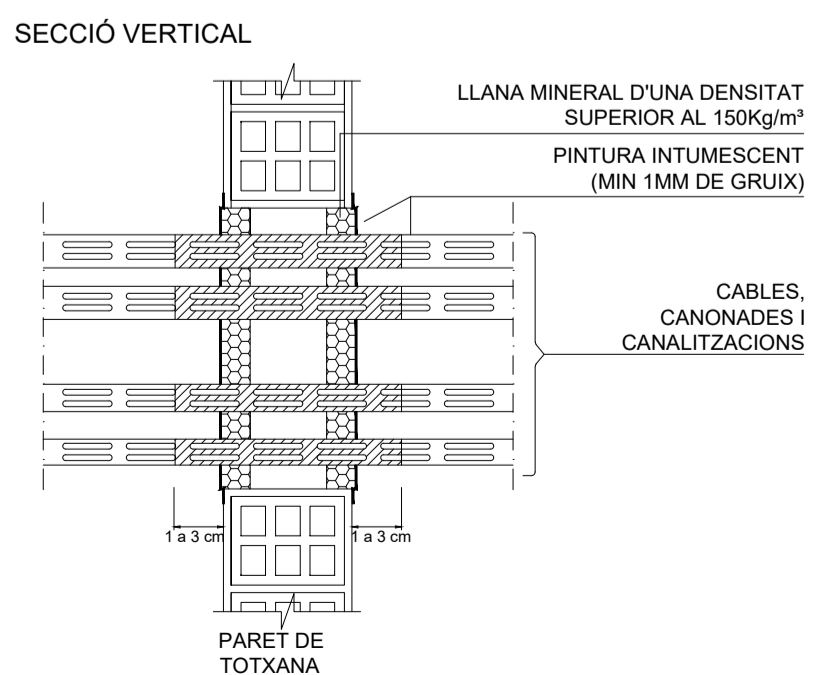 SECCIÓ VERTICAL
LLANA MINERAL D'UNA DENSITAT
SUPERIOR AL 150Kg/m³
PINTURA INTUMESCENT
(MIN 1MM DE GRUIX)
CABLES,
CANONADES I
CANALITZACIONS
1 a 3 cm
1 a 3 cm
PARET DE
TOTXANA